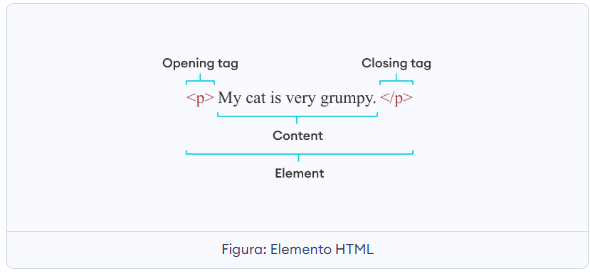 Opening tag Closing tag
<p> My cat is very grumpy. </p>
Content
Element
Figura: Elemento HTML